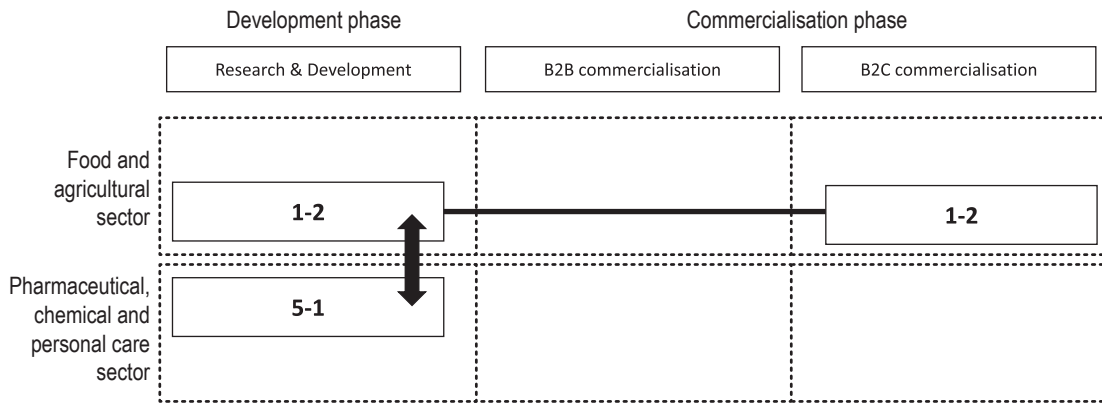 Development phase
Commercialisation phase
Research & Development
B2B commercialisation
B2C commercialisation
Food and
agricultural
sector
1-2
1-2
Pharmaceutical,
chemical and
personal care
sector
5-1